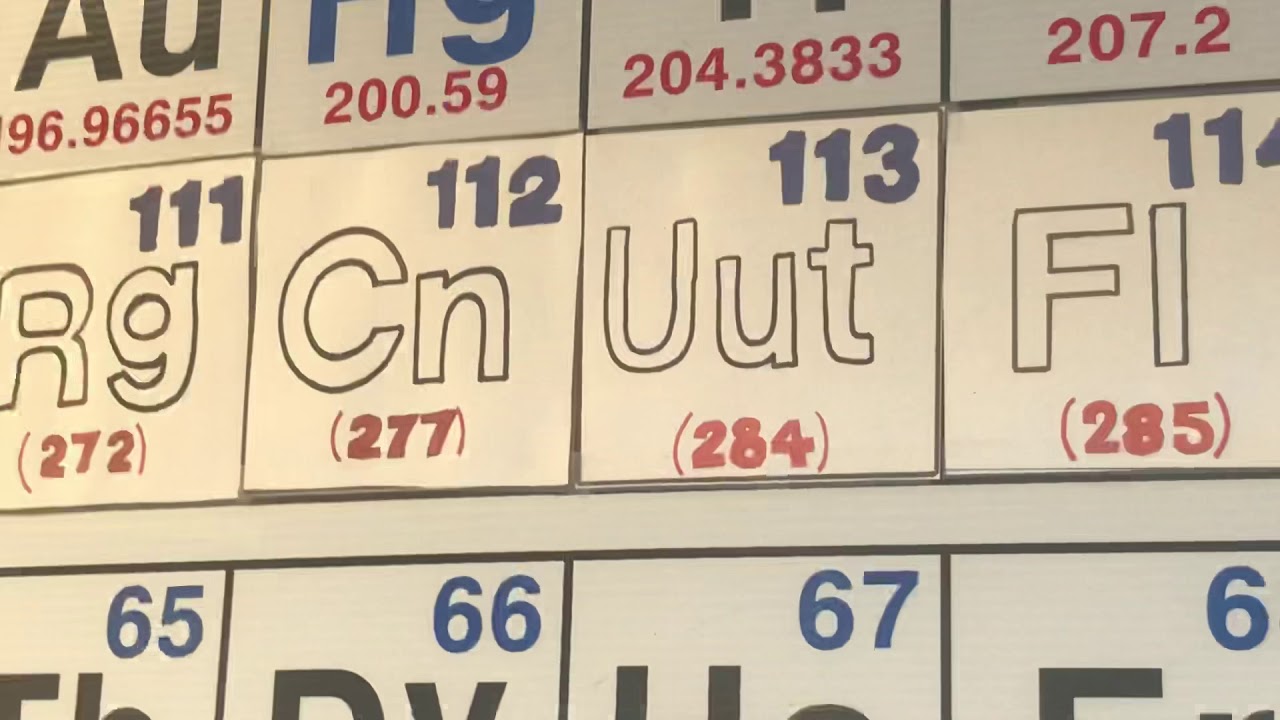 Au Hg
196.96655 200.59 204.3833 207.2
111 112 113 114
Rg Cn Uut Fl
(272) (277) (284) (285)
65 66 67